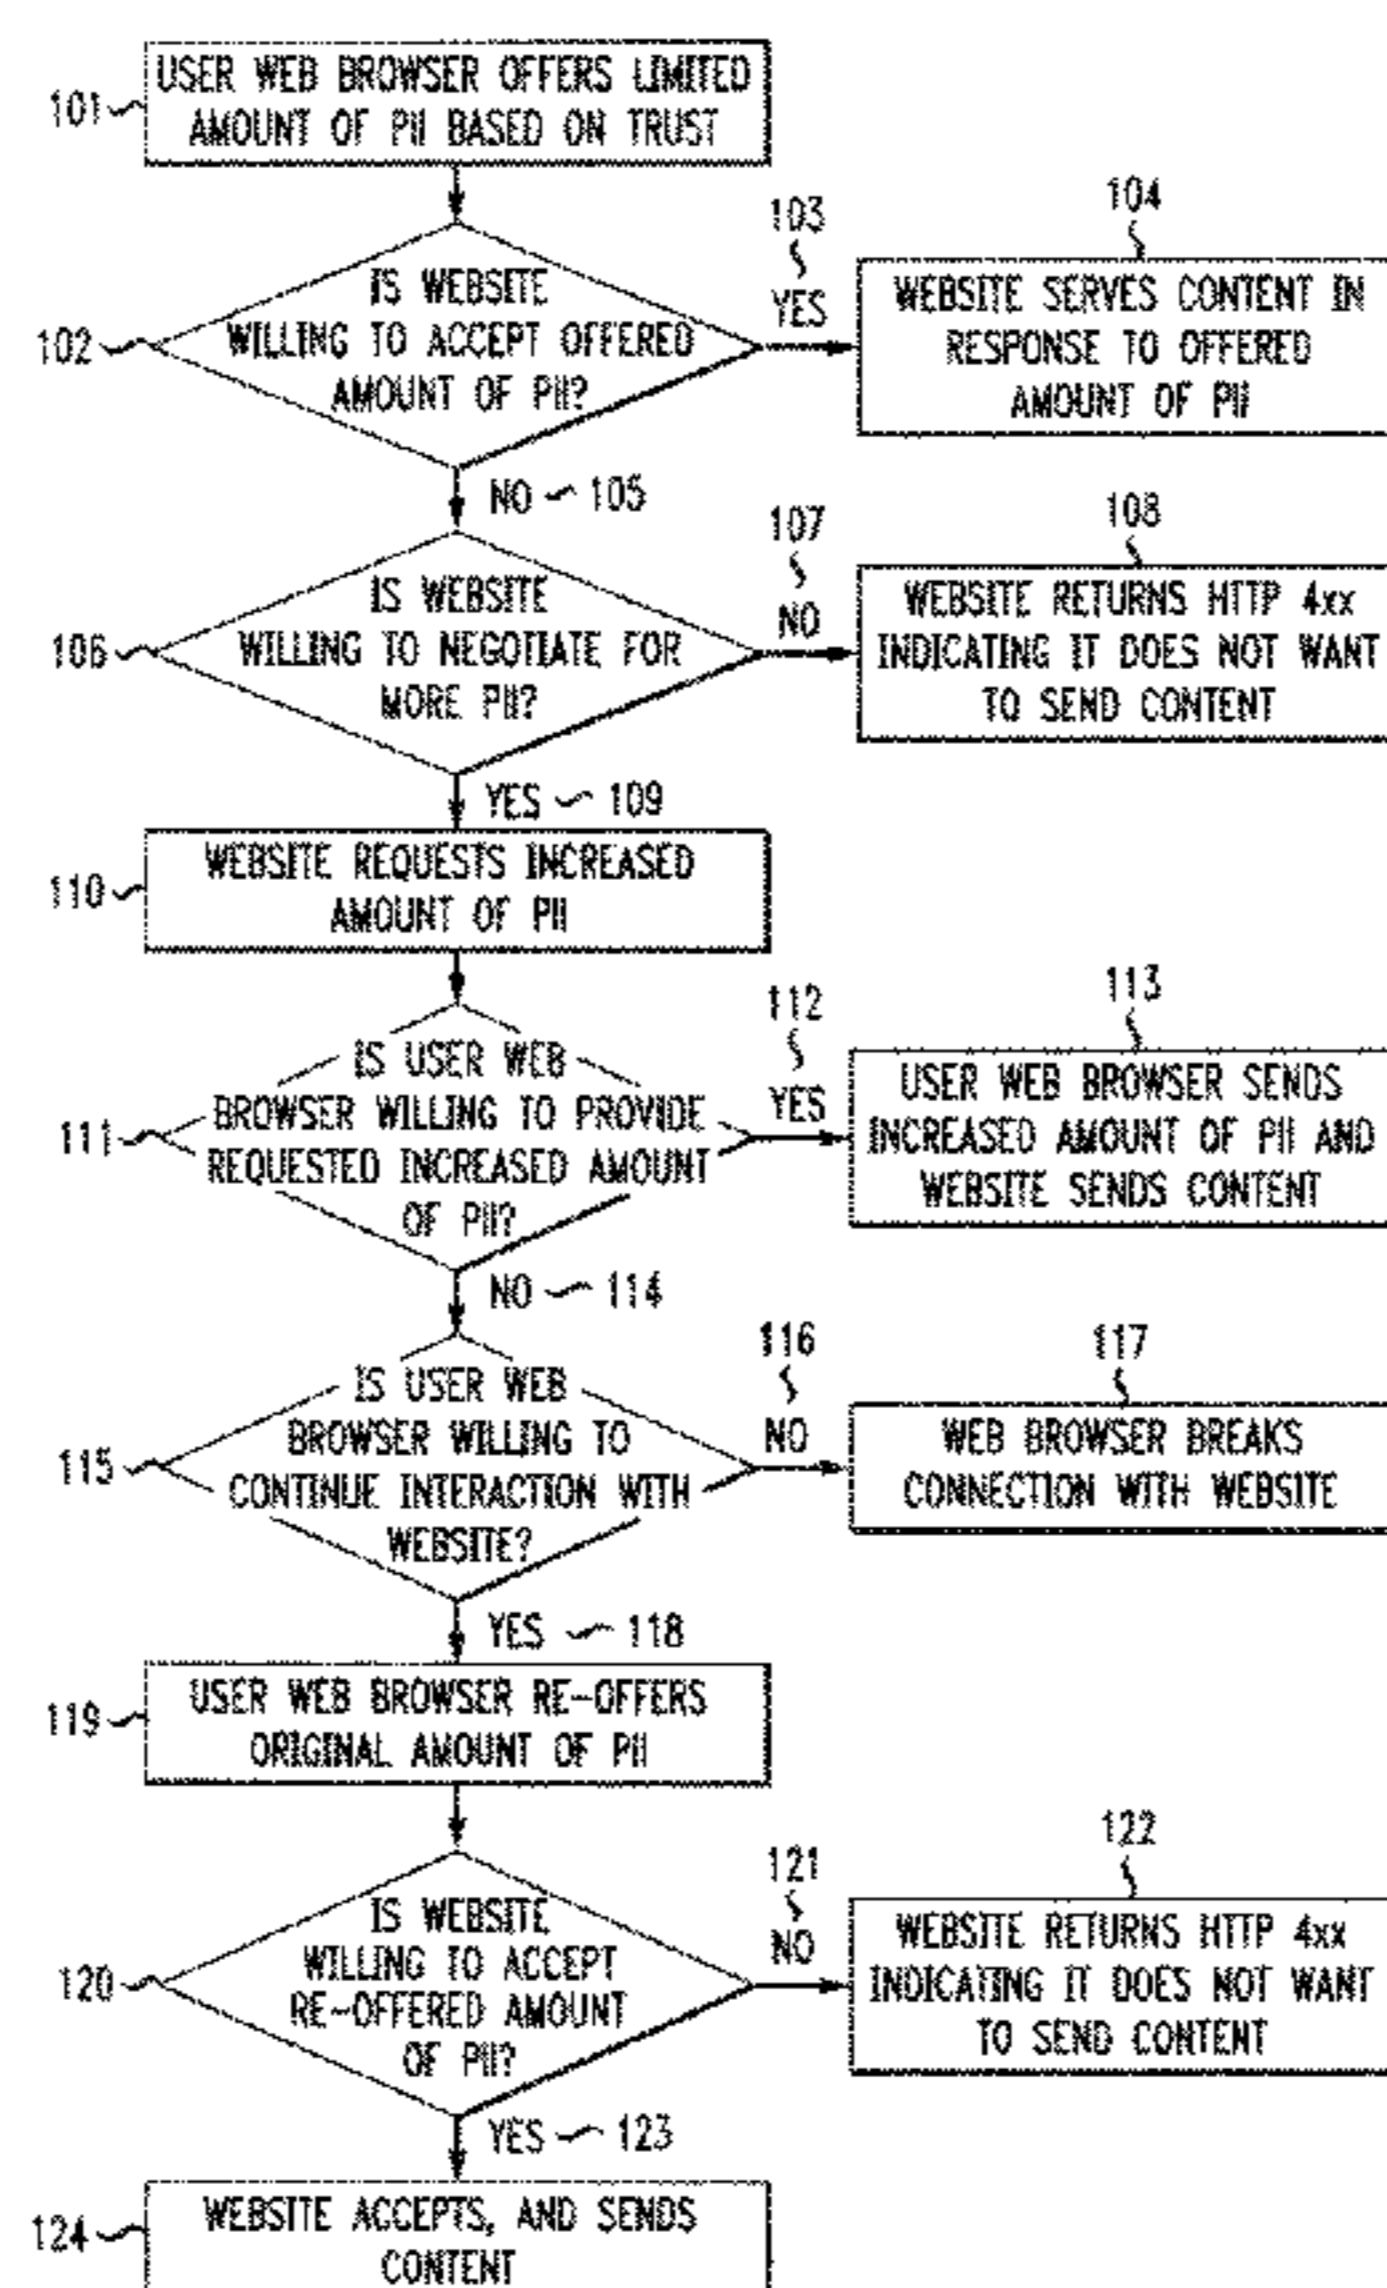 101
USER WEB BROWSER OFFERS LIMITED
AMOUNT OF PII BASED ON TRUST
102
IS WEBSITE
WILLING TO ACCEPT OFFERED
AMOUNT OF PII?
103
YES
104
WEBSITE SERVES CONTENT IN
RESPONSE TO OFFERED
AMOUNT OF PII
NO 105
106
IS WEBSITE
WILLING TO NEGOTIATE FOR
MORE PII?
107
NO
108
WEBSITE RETURNS HTTP 4xx
INDICATING IT DOES NOT WANT
TO SEND CONTENT
YES 109
110
WEBSITE REQUESTS INCREASED
AMOUNT OF PII
111
IS USER WEB
BROWSER WILLING TO PROVIDE
REQUESTED INCREASED AMOUNT
OF PII?
112
YES
113
USER WEB BROWSER SENDS
INCREASED AMOUNT OF PII AND
WEBSITE SENDS CONTENT
NO 114
115
IS USER WEB
BROWSER WILLING TO
CONTINUE INTERACTION WITH
WEBSITE?
116
NO
117
WEB BROWSER BREAKS
CONNECTION WITH WEBSITE
YES 118
119
USER WEB BROWSER RE-OFFERS
ORIGINAL AMOUNT OF PII
120
IS WEBSITE
WILLING TO ACCEPT
RE-OFFERED AMOUNT
OF PII?
121
NO
122
WEBSITE RETURNS HTTP 4xx
INDICATING IT DOES NOT WANT
TO SEND CONTENT
YES 123
124
WEBSITE ACCEPTS, AND SENDS
CONTENT